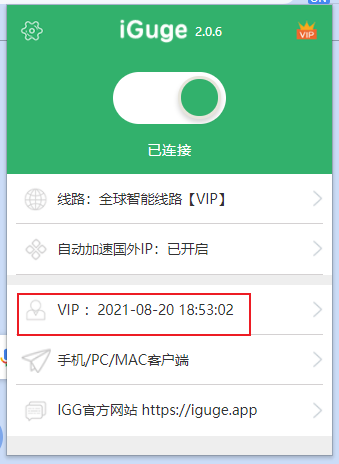 iGuge 2.0.6
VIP
已连接
线路：全球智能线路【VIP】
自动加速国外IP：已开启
VIP ：2021-08-20 18:53:02
手机/PC/MAC客户端
IGG官方网站 https://iguge.app